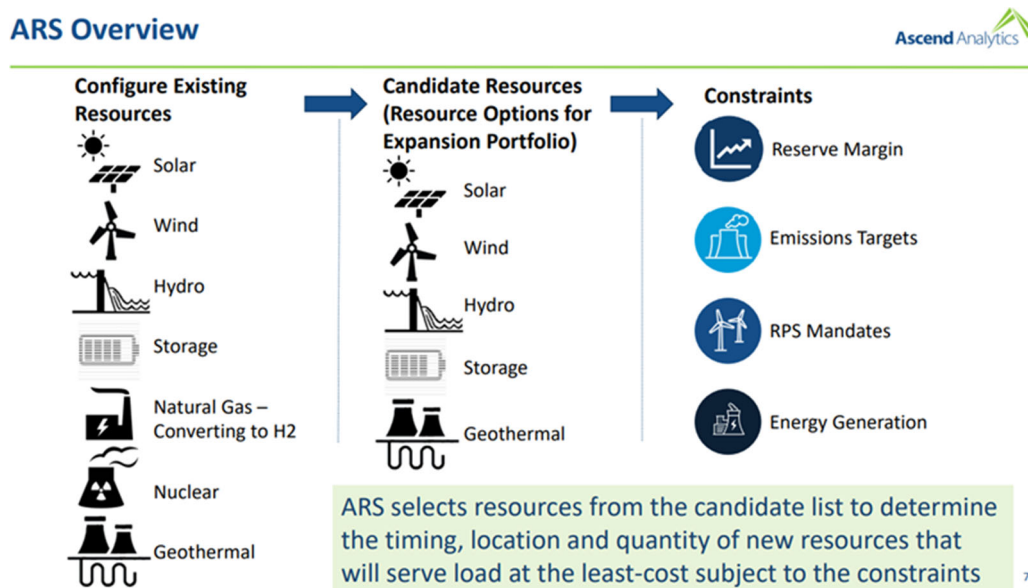 ARS Overview
Ascend Analytics
Configure Existing
Resources
Solar
Wind
Hydro
Storage
Natural Gas –
Converting to H2
Nuclear
Geothermal
Candidate Resources
(Resource Options for
Expansion Portfolio)
Solar
Wind
Hydro
Storage
Geothermal
Constraints
Reserve Margin
Emissions Targets
RPS Mandates
Energy Generation
ARS selects resources from the candidate list to determine
the timing, location and quantity of new resources that
will serve load at the least-cost subject to the constraints
7